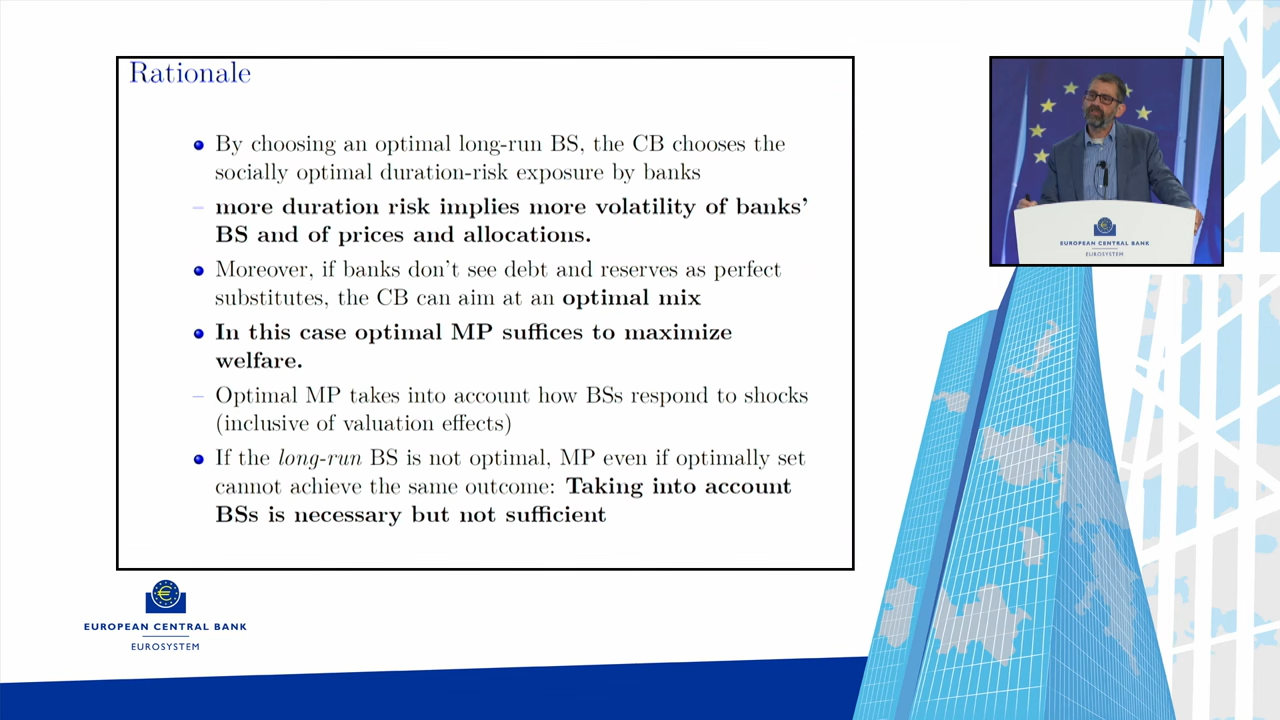 Rationale
By choosing an optimal long-run BS, the CB chooses the
socially optimal duration-risk exposure by banks
– more duration risk implies more volatility of banks'
BS and of prices and allocations.
Moreover, if banks don't see debt and reserves as perfect
substitutes, the CB can aim at an optimal mix
In this case optimal MP suffices to maximize
welfare.
– Optimal MP takes into account how BSs respond to shocks
(inclusive of valuation effects)
If the long-run BS is not optimal, MP even if optimally set
cannot achieve the same outcome: Taking into account
BSs is necessary but not sufficient
EUROPEAN CENTRAL BANK
EUROSYSTEM
EUROPEAN CENTRAL BANK
EUROSYSTEM